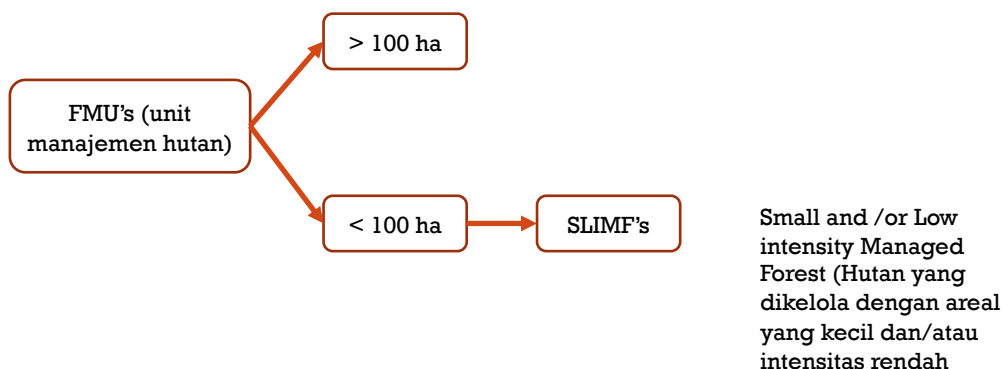 > 100 ha
FMU's (unit
manajemen hutan)
< 100 ha
SLIMF's
Small and /or Low
intensity Managed
Forest (Hutan yang
dikelola dengan areal
yang kecil dan/atau
intensitas rendah